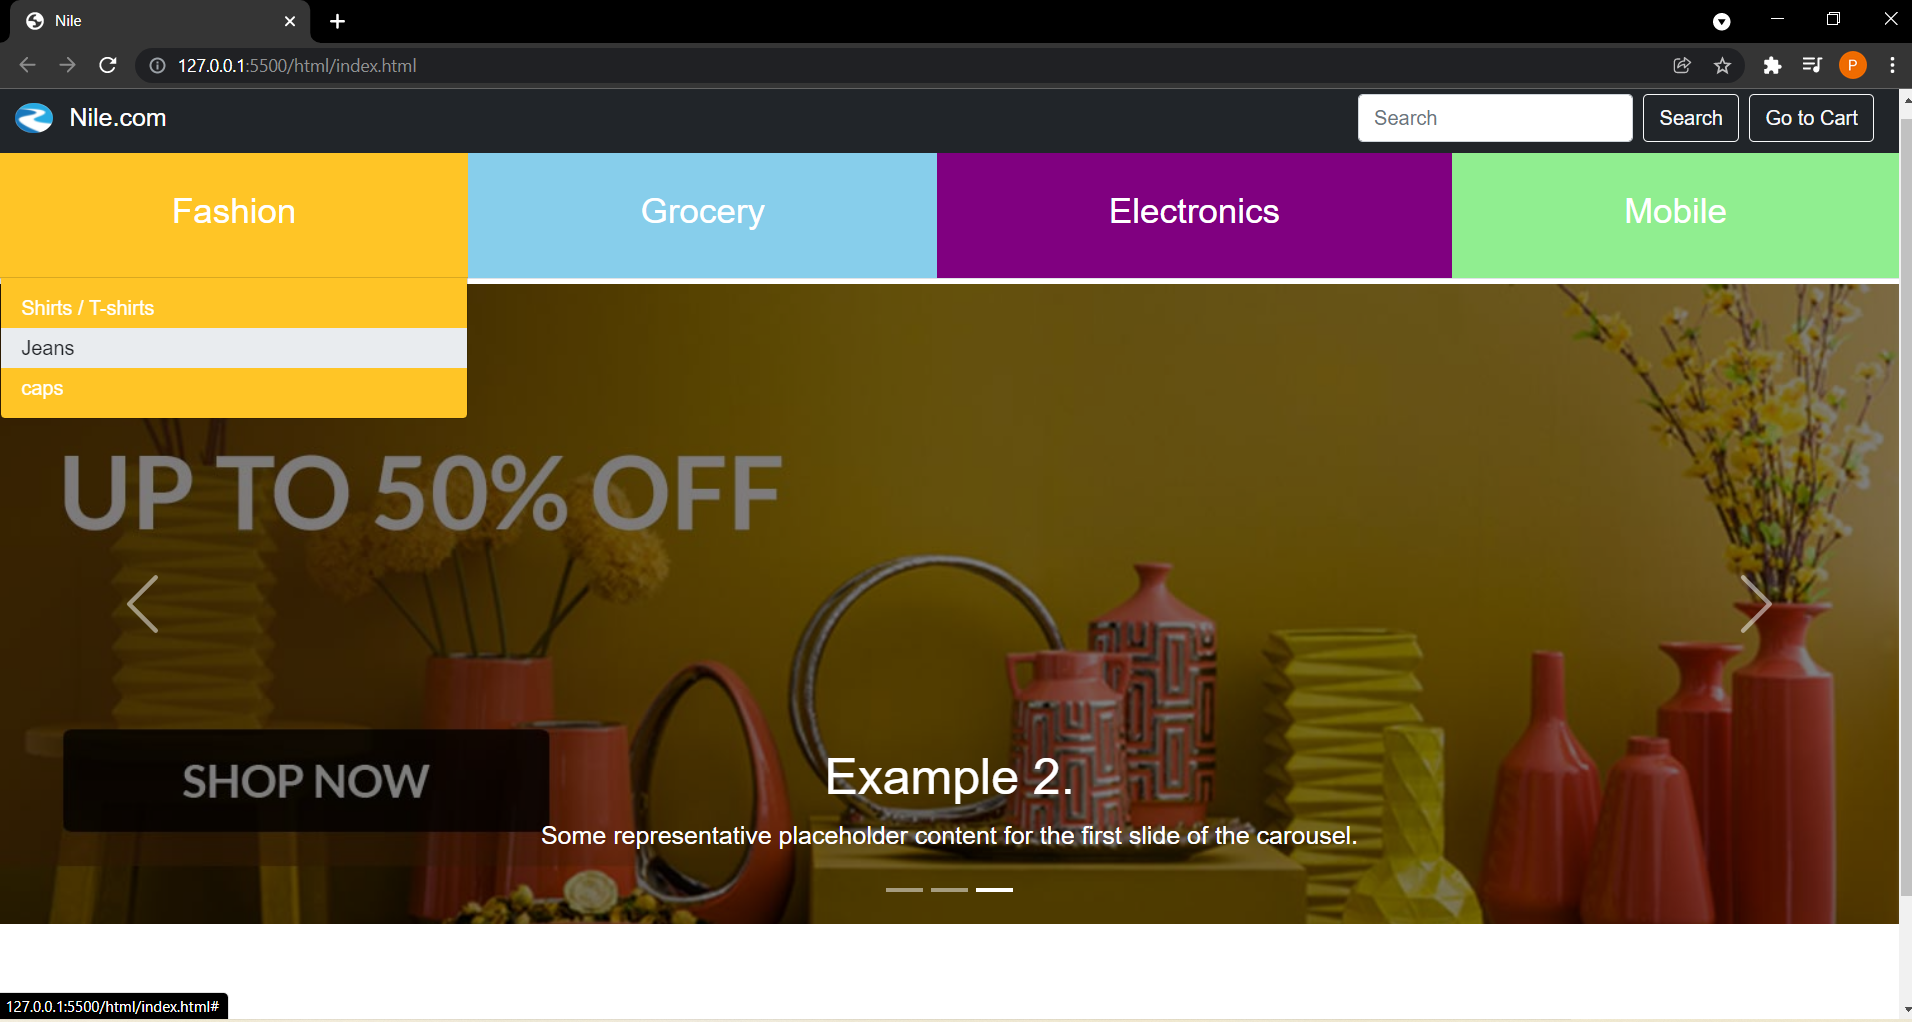 Nile
127.0.0.1:5500/html/index.html
P
Nile.com
Search
Search
Go to Cart
Fashion
Grocery
Electronics
Mobile
Shirts / T-shirts
Jeans
caps
UP TO 50% OFF
SHOP NOW
Example 2.
Some representative placeholder content for the first slide of the carousel.
127.0.0.1:5500/html/index.html#